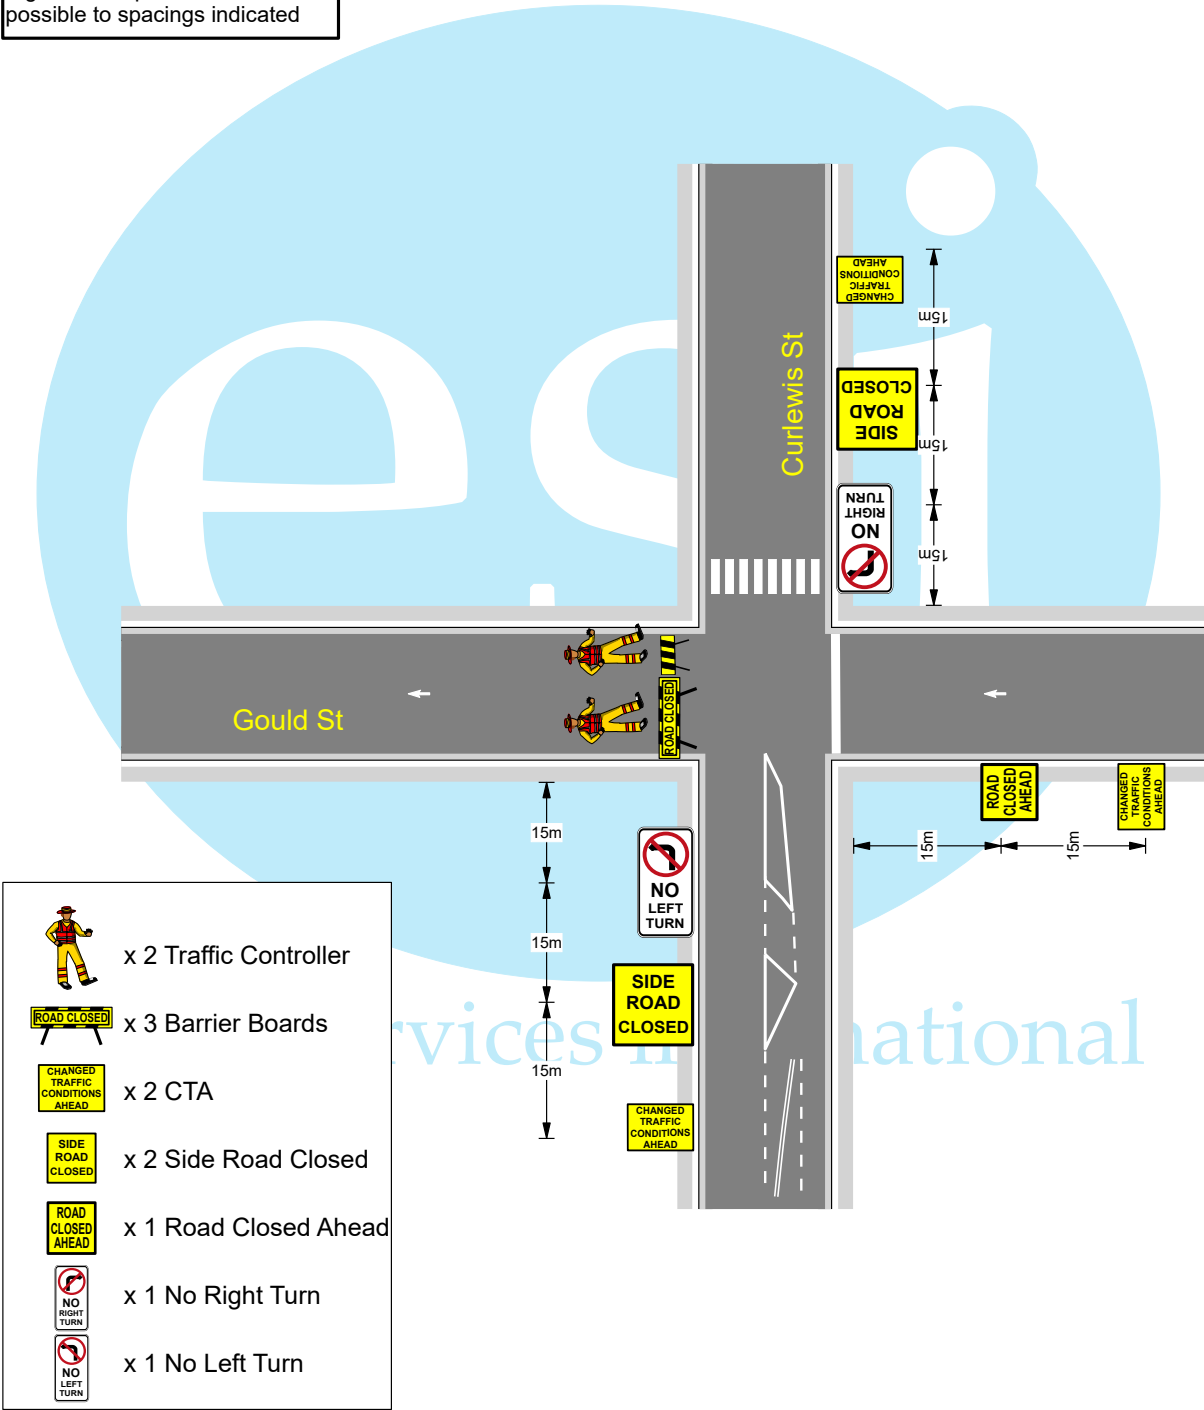 possible to spacings indicated
CHANGED
TRAFFIC
CONDITIONS
AHEAD
15m
SIDE
ROAD
CLOSED
15m
NO
RIGHT
TURN
15m
Curlewis St
esi
Gould St
ROAD CLOSED
ROAD
CLOSED
AHEAD
CHANGED
TRAFFIC
CONDITIONS
AHEAD
15m
15m
15m
NO
LEFT
TURN
15m
SIDE
ROAD
CLOSED
15m
CHANGED
TRAFFIC
CONDITIONS
AHEAD
x 2 Traffic Controller
ROAD CLOSED
x 3 Barrier Boards
CHANGED
TRAFFIC
CONDITIONS
AHEAD
x 2 CTA
SIDE
ROAD
CLOSED
x 2 Side Road Closed
ROAD
CLOSED
AHEAD
x 1 Road Closed Ahead
NO
RIGHT
TURN
x 1 No Right Turn
NO
LEFT
TURN
x 1 No Left Turn